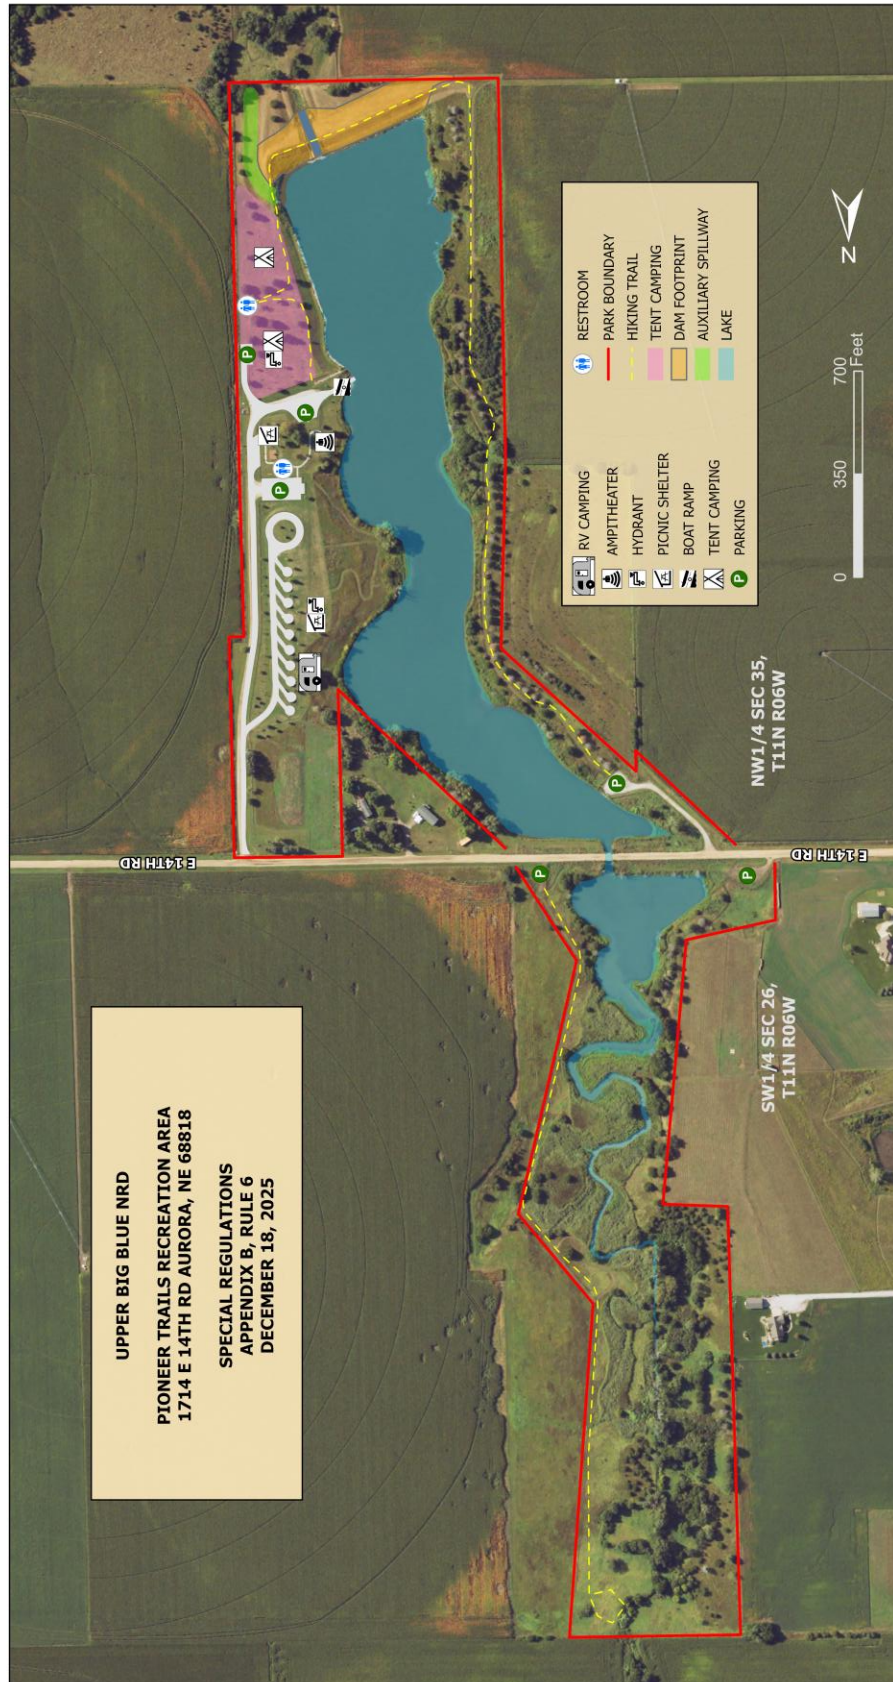 UPPER BIG BLUE NRD
PIONEER TRAILS RECREATION AREA
1714 E 14TH RD AURORA, NE 68818
SPECIAL REGULATIONS
APPENDIX B, RULE 6
DECEMBER 18, 2025
E 14TH RD
E 14TH RD
SW1/4 SEC 26,
T11N R06W
NW1/4 SEC 35,
T11N R06W
P
P
P
P
P
P
RV CAMPING
AMPITHEATER
HYDRANT
PICNIC SHELTER
BOAT RAMP
TENT CAMPING
P PARKING
RESTROOM
PARK BOUNDARY
HIKING TRAIL
TENT CAMPING
DAM FOOTPRINT
AUXILIARY SPILLWAY
LAKE
0 350 700
Feet
N